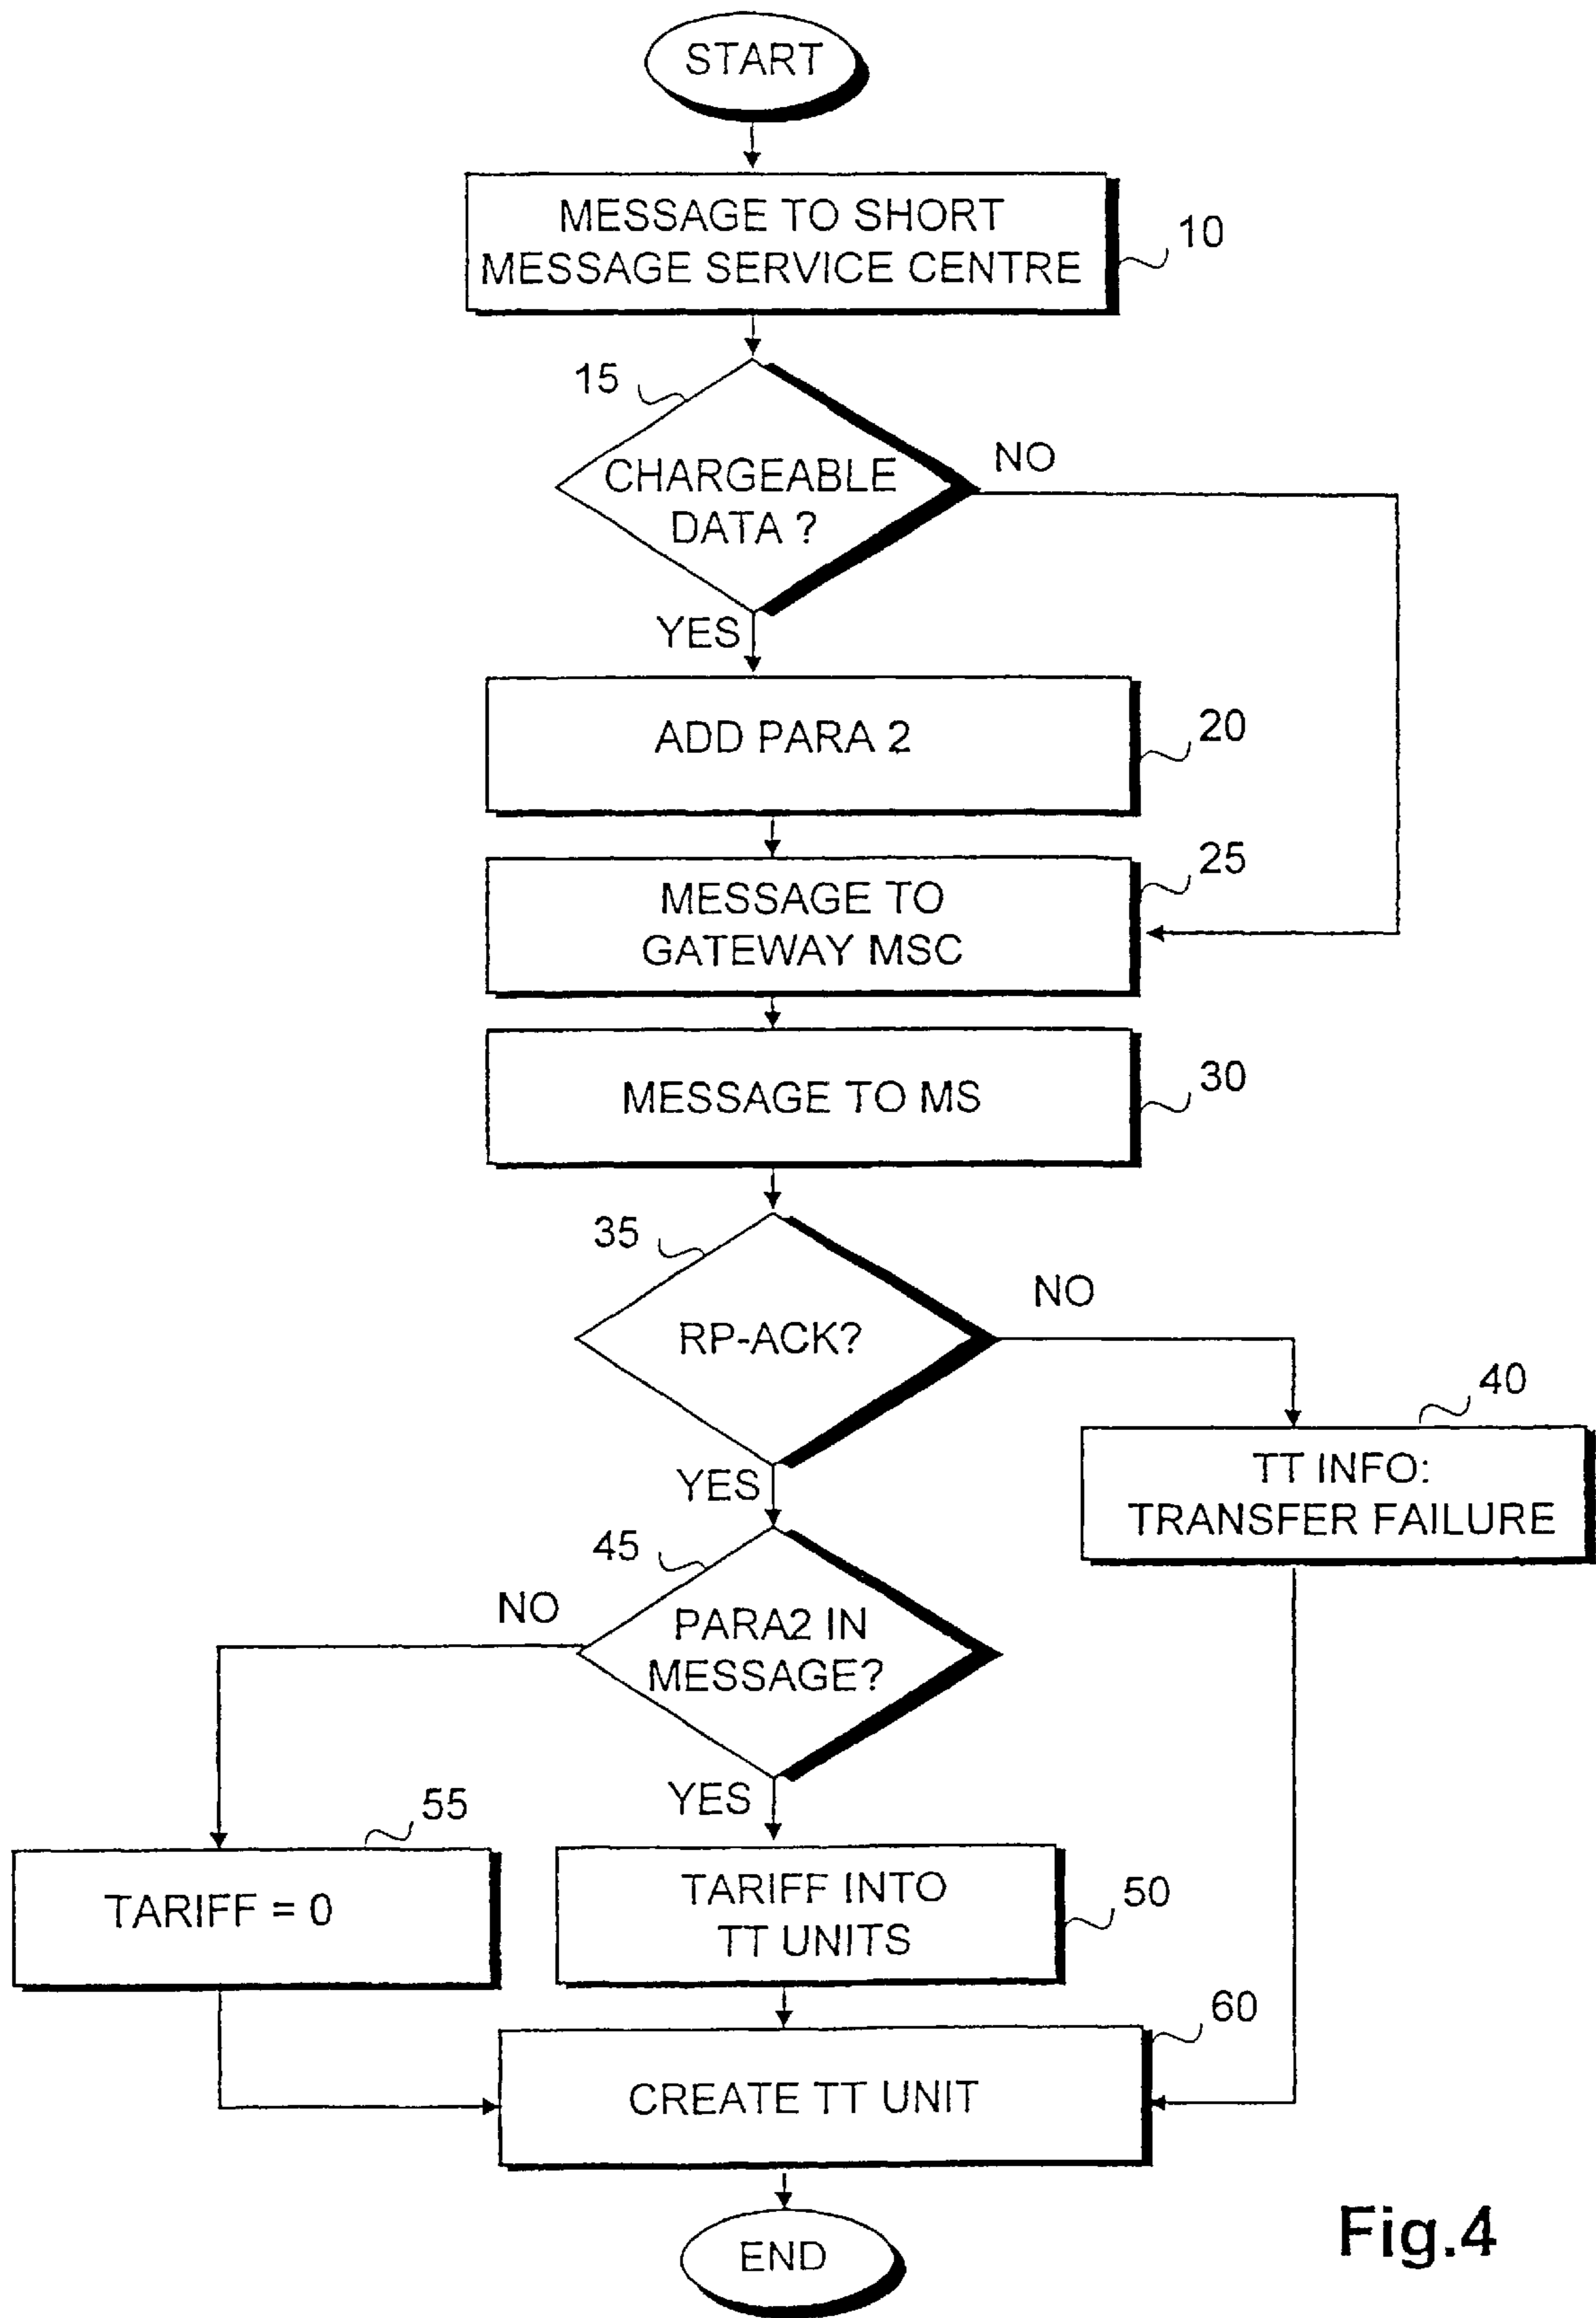 START
MESSAGE TO SHORT
MESSAGE SERVICE CENTRE
10
15
CHARGEABLE
DATA ?
NO
YES
ADD PARA 2
20
MESSAGE TO
GATEWAY MSC
25
MESSAGE TO MS
30
35
RP-ACK?
NO
YES
40
TT INFO:
TRANSFER FAILURE
45
PARA2 IN
MESSAGE?
NO
YES
55
TARIFF = 0
TARIFF INTO
TT UNITS
50
60
CREATE TT UNIT
END
Fig.4